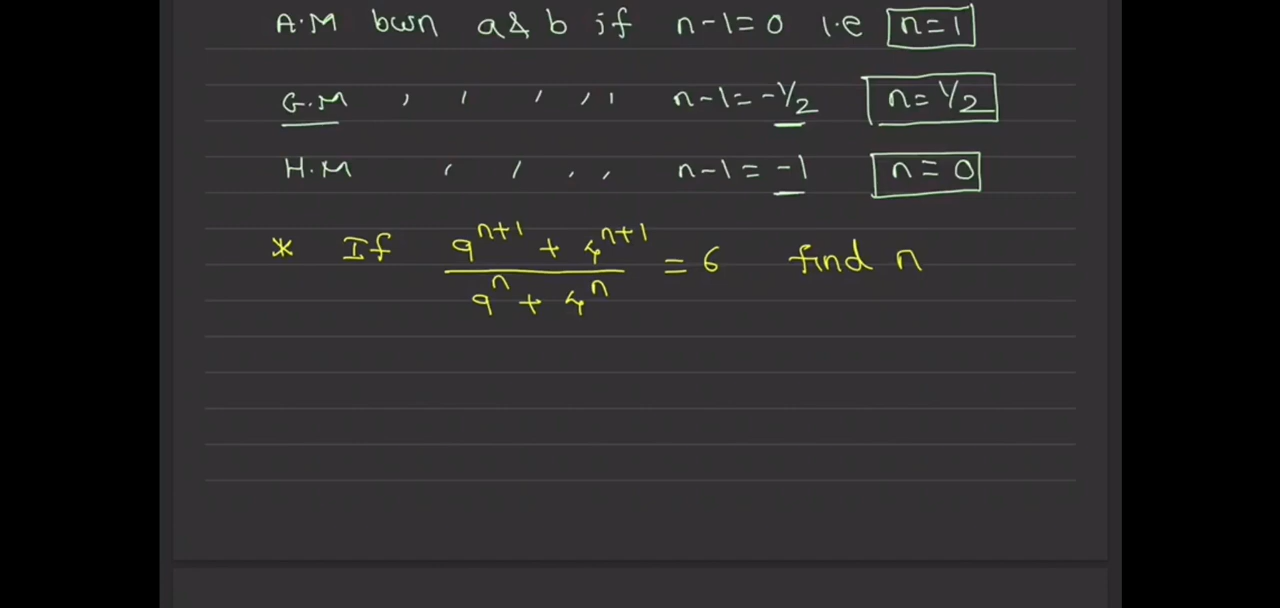 A.M bwn a & b if n-1=0 i.e n=1
G.M , , , , , n-1=-1/2 n=1/2
H.M , , , , n-1=-1 n=0
* If (9^{n+1} + 4^{n+1})/(9^n + 4^n) = 6 find n